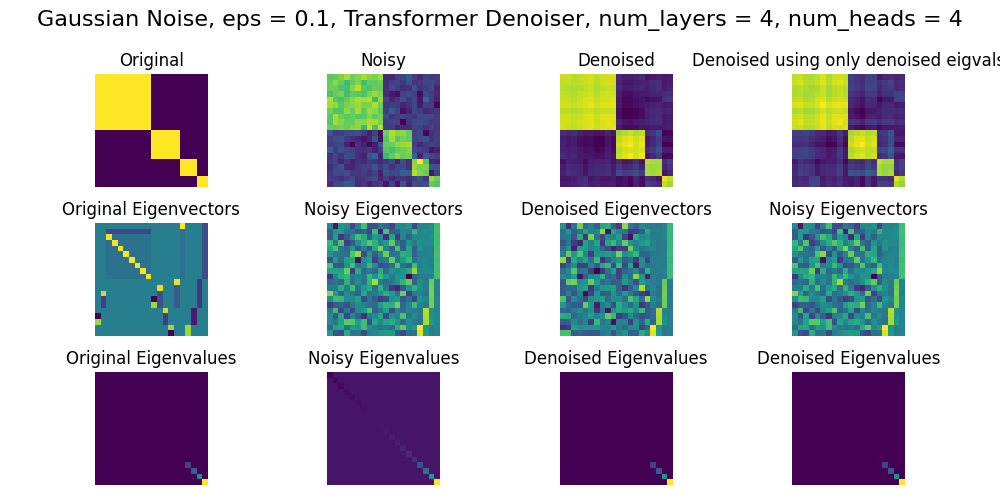 Gaussian Noise, eps = 0.1, Transformer Denoiser, num_layers = 4, num_heads = 4
Original
Noisy
Denoised
Denoised using only denoised eigvals
Original Eigenvectors
Noisy Eigenvectors
Denoised Eigenvectors
Noisy Eigenvectors
Original Eigenvalues
Noisy Eigenvalues
Denoised Eigenvalues
Denoised Eigenvalues